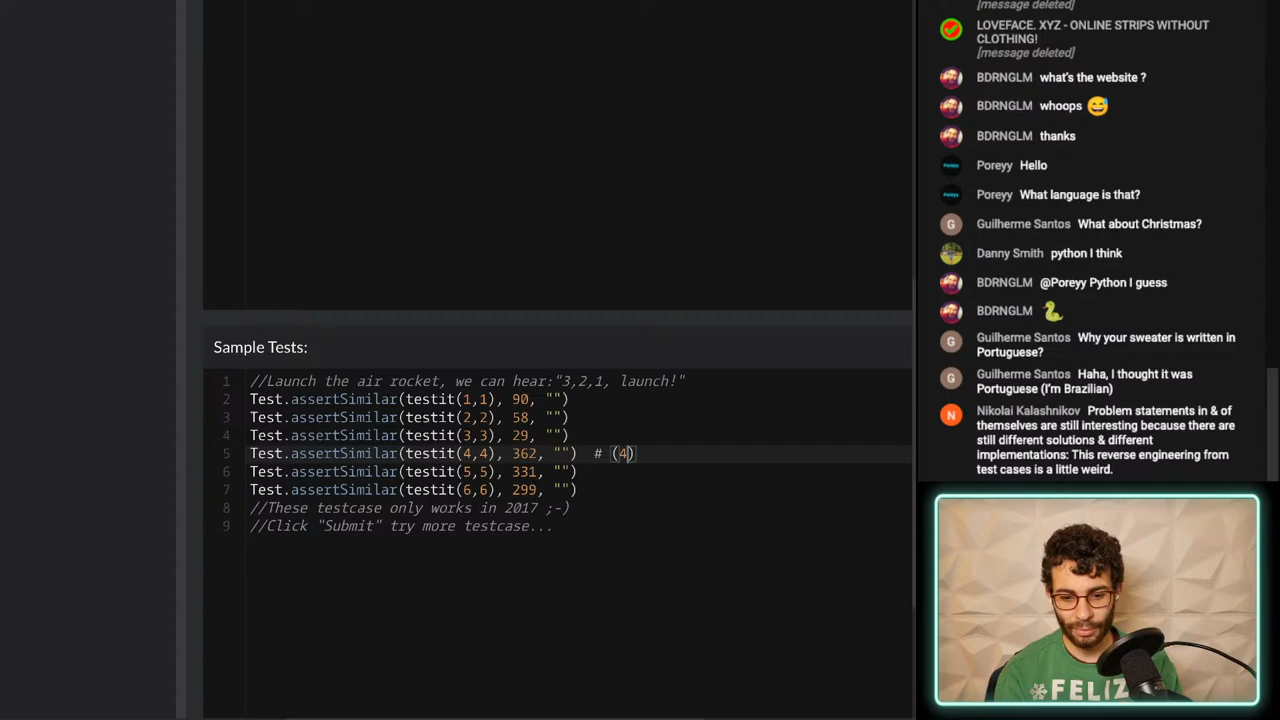 [message deleted]
LOVEFACE. XYZ - ONLINE STRIPS WITHOUT
CLOTHING!
[message deleted]
BDRNGLM what's the website ?
BDRNGLM whoops 😅
BDRNGLM thanks
Poreyy Hello
Poreyy What language is that?
Guilherme Santos What about Christmas?
Danny Smith python I think
BDRNGLM @Poreyy Python I guess
BDRNGLM 🐍
Guilherme Santos Why your sweater is written in
Portuguese?
Guilherme Santos Haha, I thought it was
Portuguese (I'm Brazilian)
Nikolai Kalashnikov Problem statements in & of
themselves are still interesting because there
are still different solutions & different
implementations: This reverse engineering from
test cases is a little weird.
Sample Tests:
1 //Launch the air rocket, we can hear:"3,2,1, launch!"
2 Test.assertSimilar(testit(1,1), 90, "")
3 Test.assertSimilar(testit(2,2), 58, "")
4 Test.assertSimilar(testit(3,3), 29, "")
5 Test.assertSimilar(testit(4,4), 362, "") # (4)
6 Test.assertSimilar(testit(5,5), 331, "")
7 Test.assertSimilar(testit(6,6), 299, "")
8 //These testcase only works in 2017 ;-)
9 //Click "Submit" try more testcase...
FELIZ